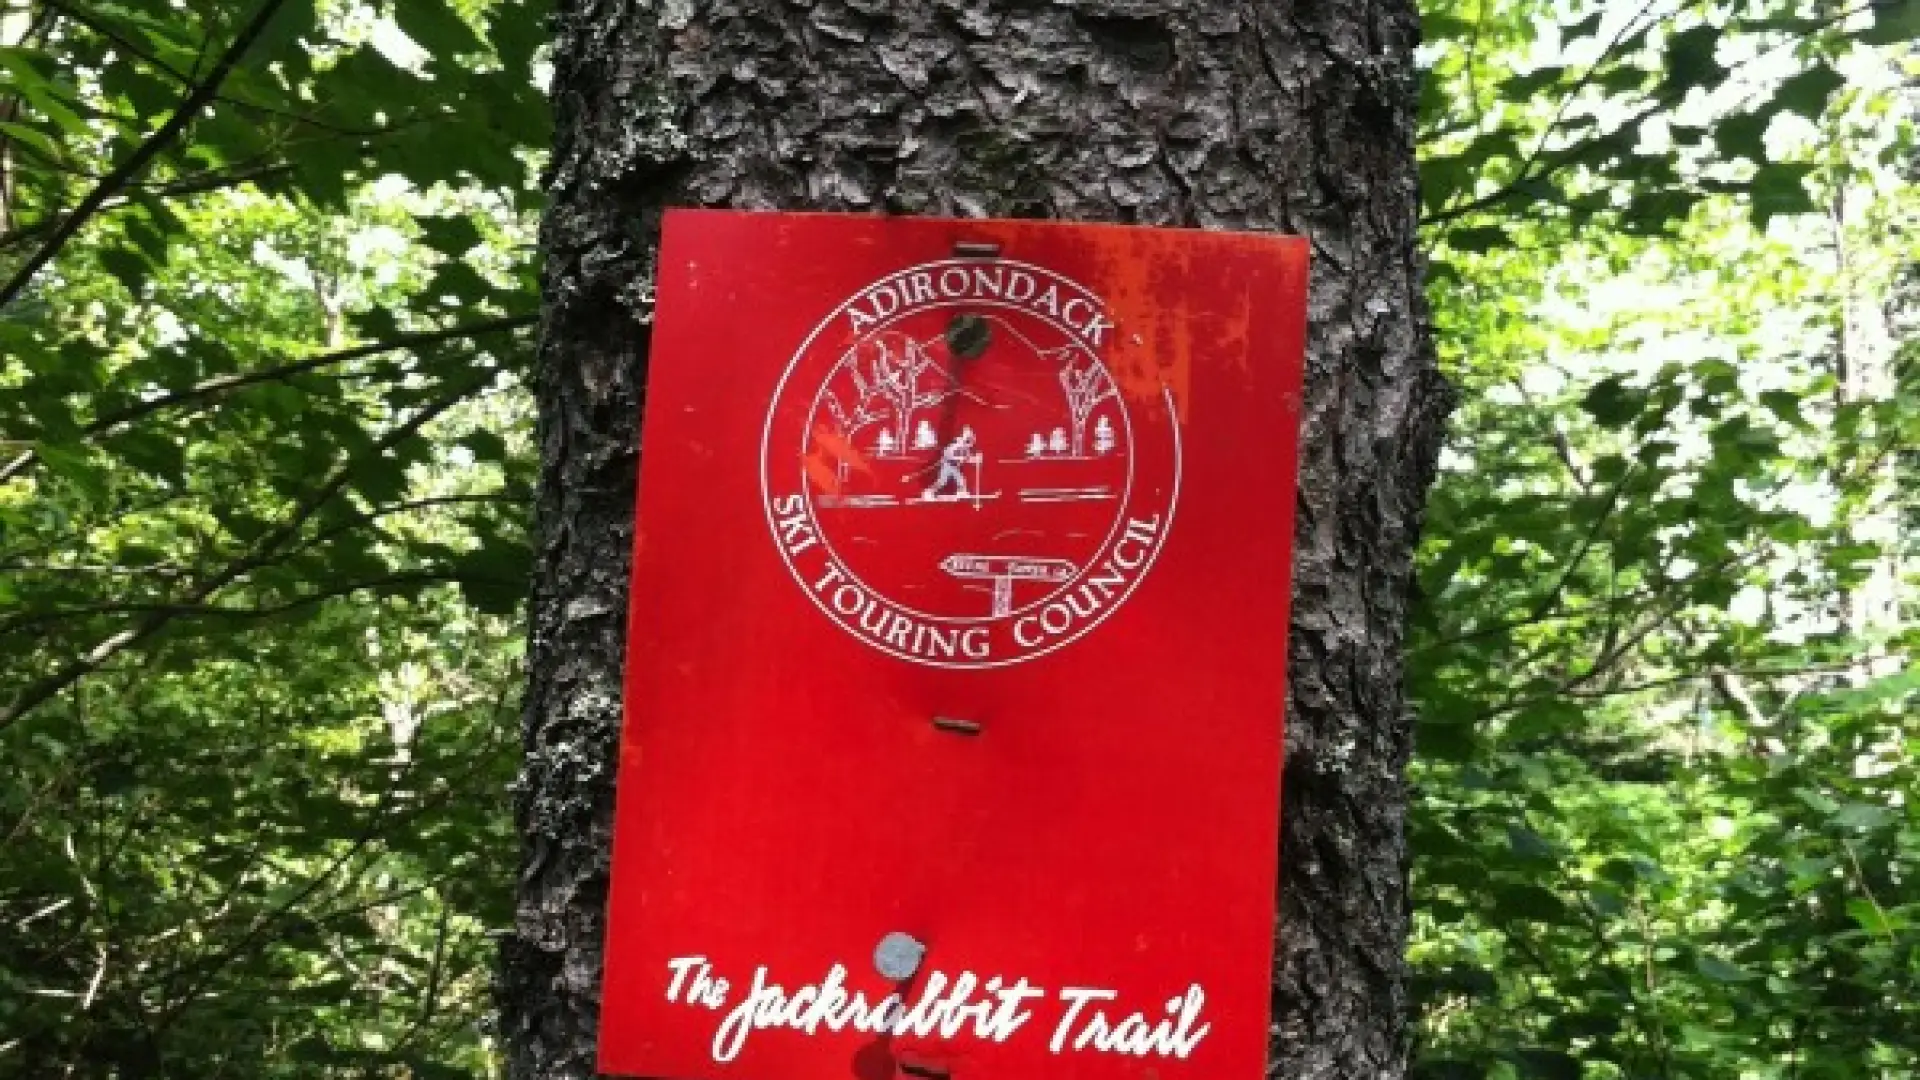 ADIRONDACK
SKI TOURING COUNCIL
The Jackrabbit Trail